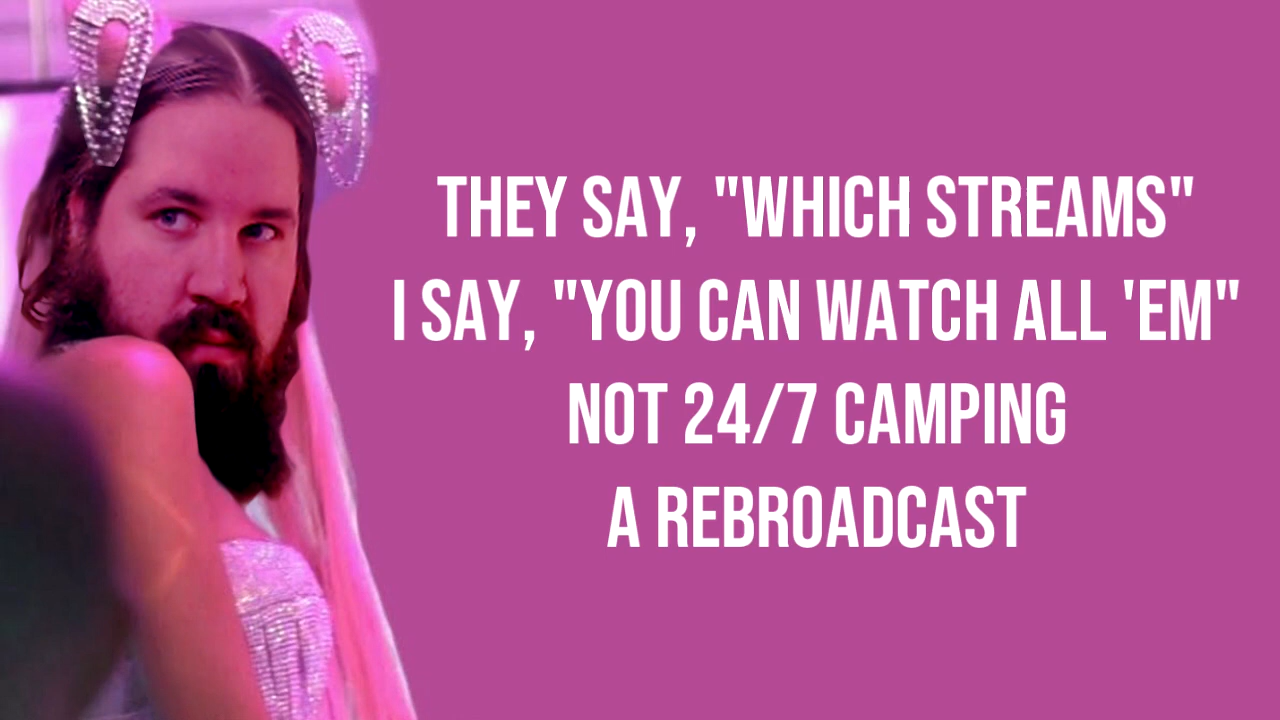 THEY SAY, "WHICH STREAMS"
I SAY, "YOU CAN WATCH ALL 'EM"
NOT 24/7 CAMPING
A REBROADCAST